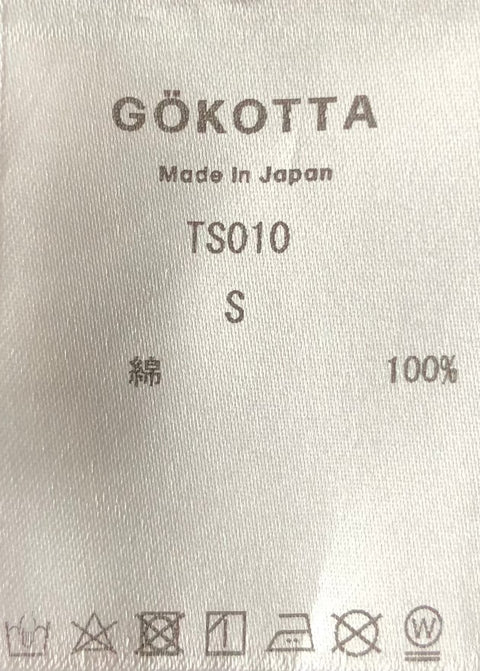 GÖKOTTA
Made in Japan
TS010
S
綿 100%
W